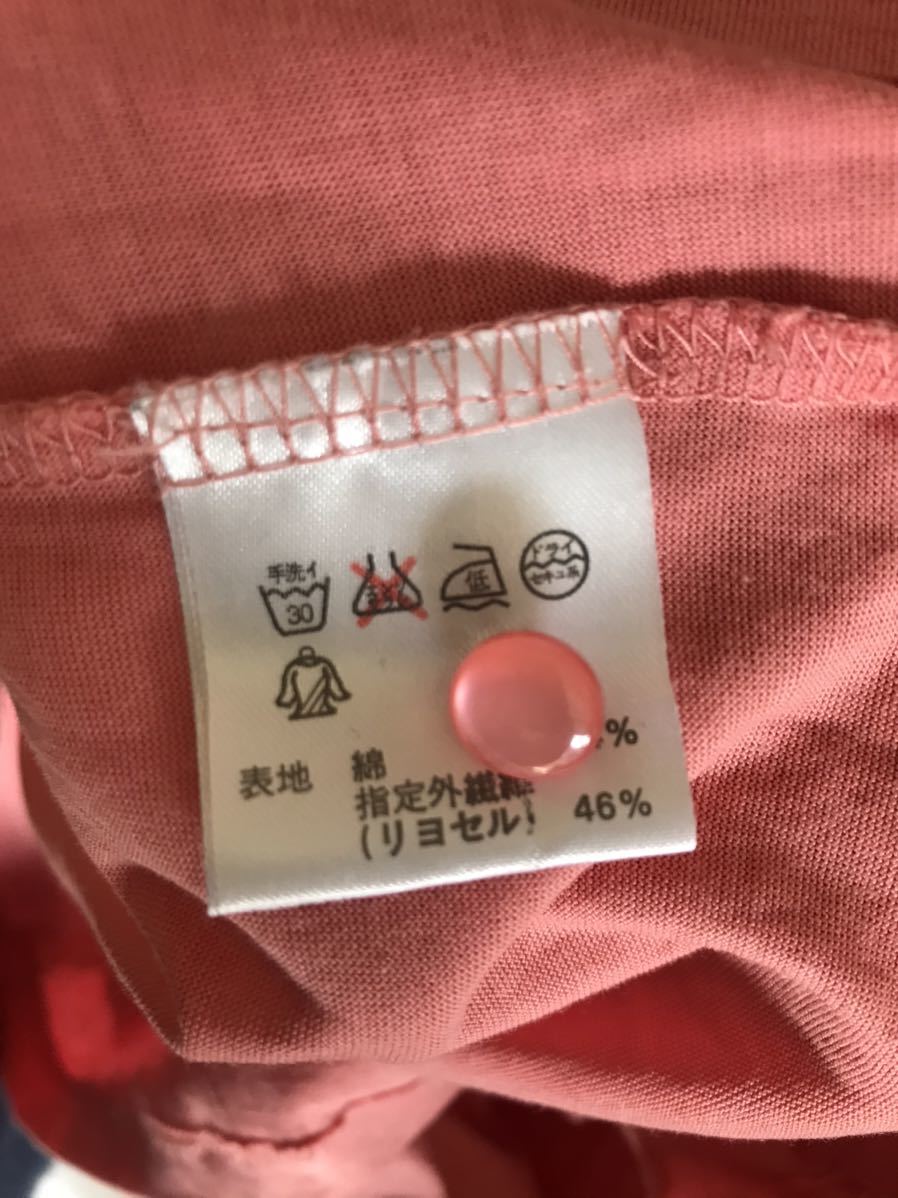 手洗イ
30
低
ドライ
セキユ系
表地 綿 %
指定外繊維 46%
(リヨセル)